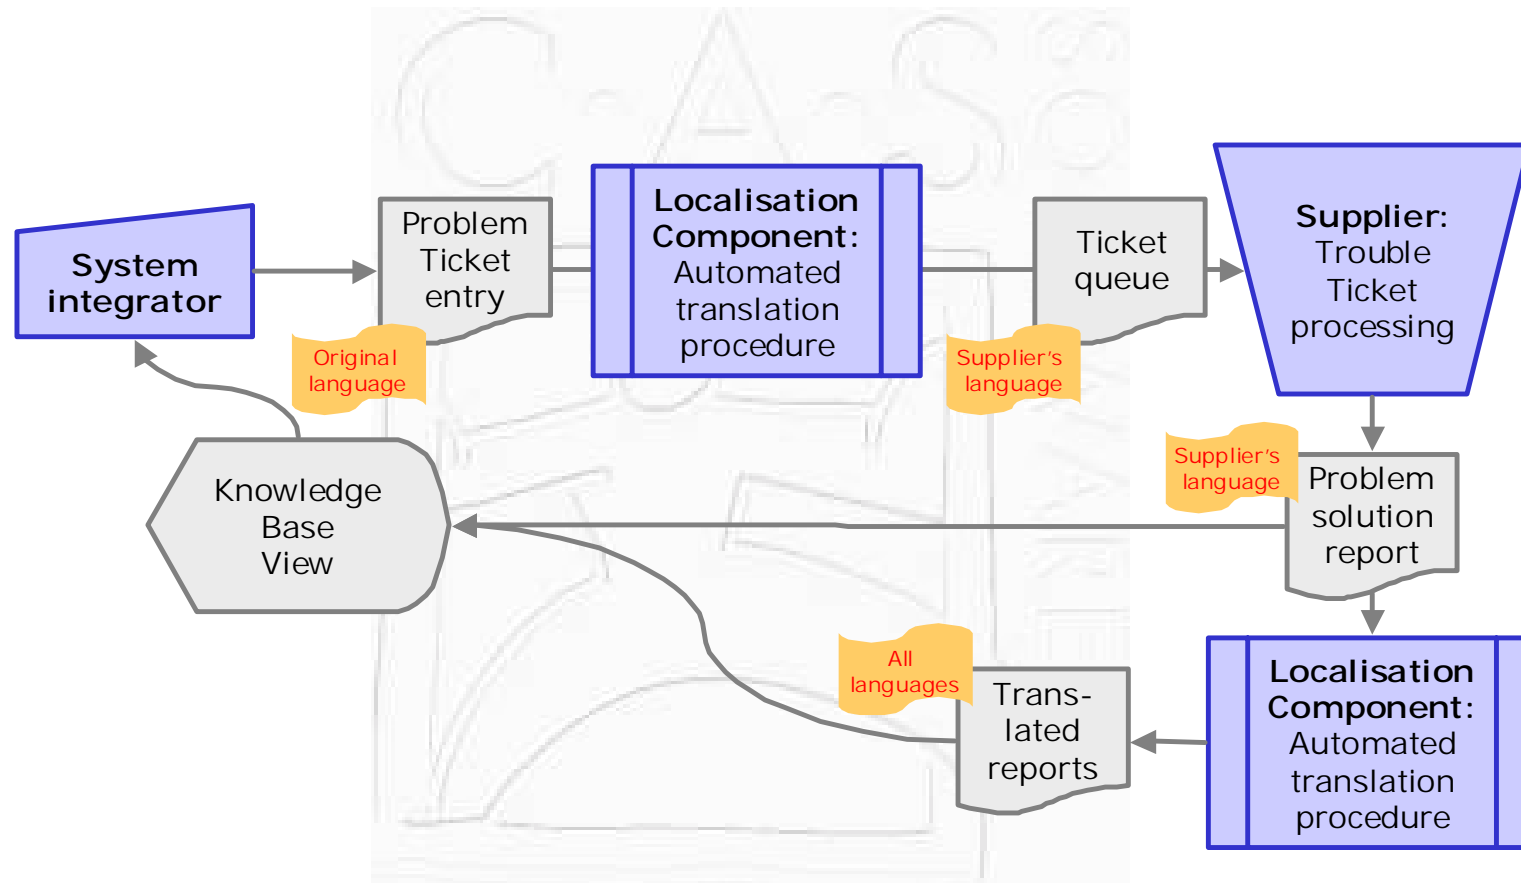 System
integrator
Problem
Ticket
entry
Original
language
Localisation
Component:
Automated
translation
procedure
Ticket
queue
Supplier's
language
Supplier:
Trouble
Ticket
processing
Supplier's
language
Problem
solution
report
Knowledge
Base
View
All
languages
Trans-
lated
reports
Localisation
Component:
Automated
translation
procedure